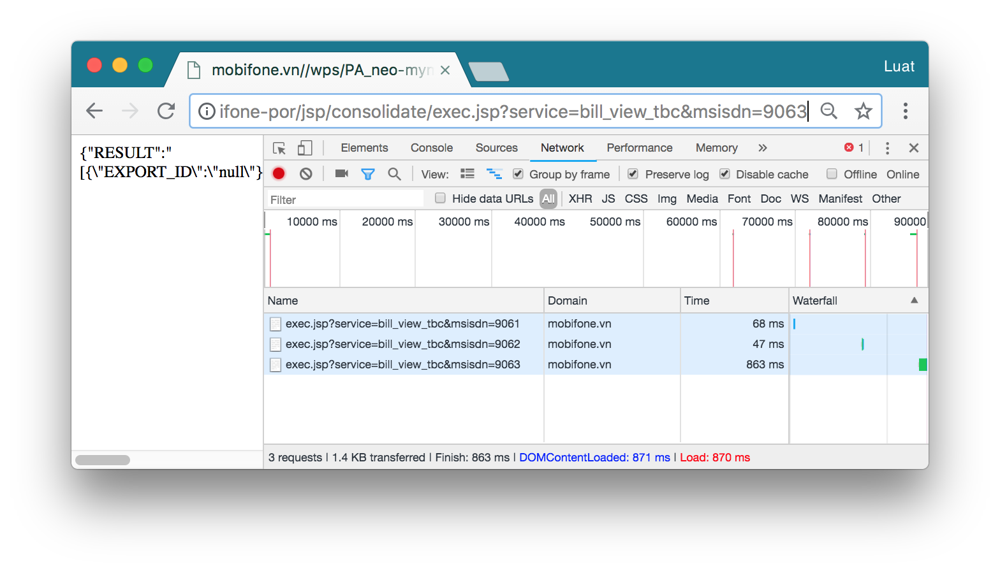 mobifone.vn//wps/PA_neo-myn
Luat
ifone-por/jsp/consolidate/exec.jsp?service=bill_view_tbc&msisdn=9063
{"RESULT":"
[{\"EXPORT_ID\":\"null\"}
Elements Console Sources Network Performance Memory » 1
View: Group by frame Preserve log Disable cache Offline Online
Filter Hide data URLs All XHR JS CSS Img Media Font Doc WS Manifest Other
10000 ms 20000 ms 30000 ms 40000 ms 50000 ms 60000 ms 70000 ms 80000 ms 90000
Name Domain Time Waterfall
exec.jsp?service=bill_view_tbc&msisdn=9061 mobifone.vn 68 ms
exec.jsp?service=bill_view_tbc&msisdn=9062 mobifone.vn 47 ms
exec.jsp?service=bill_view_tbc&msisdn=9063 mobifone.vn 863 ms
3 requests | 1.4 KB transferred | Finish: 863 ms | DOMContentLoaded: 871 ms | Load: 870 ms